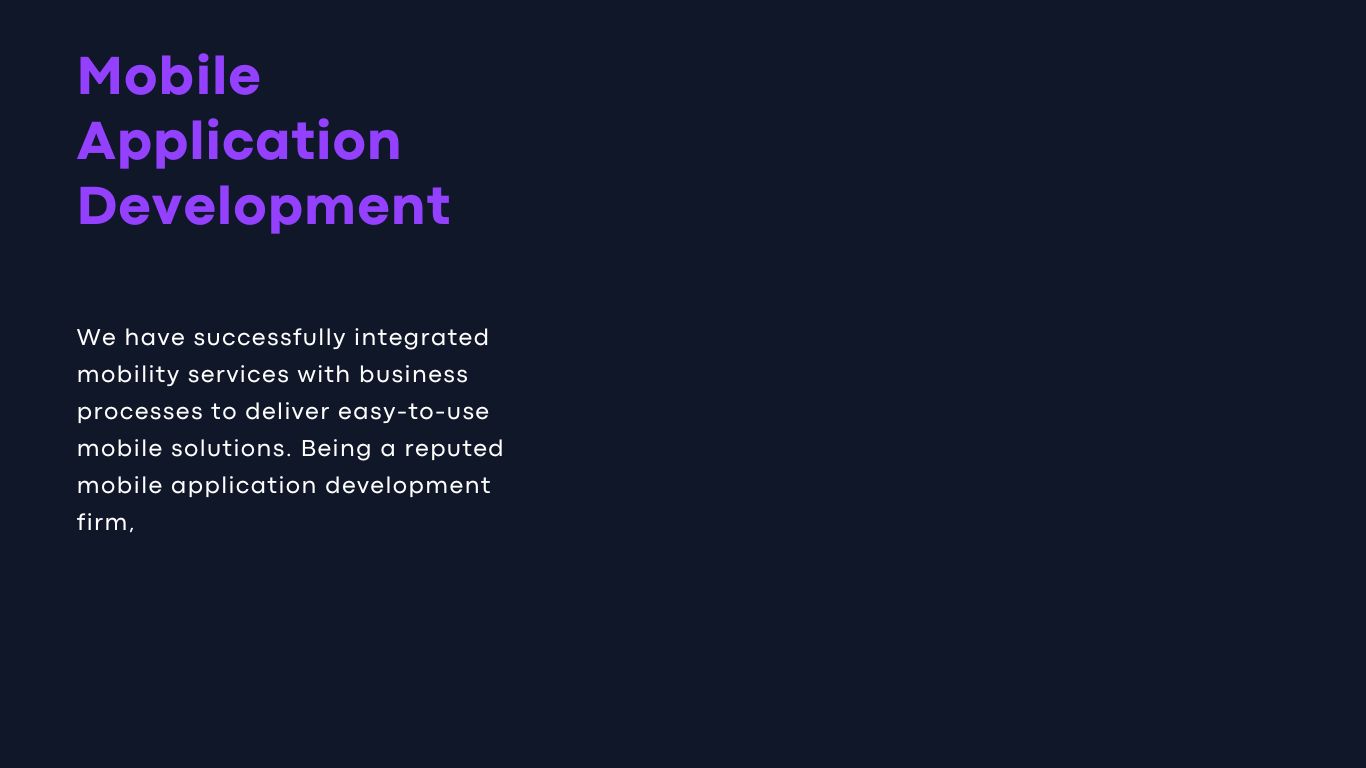 Mobile
Application
Development
We have successfully integrated
mobility services with business
processes to deliver easy-to-use
mobile solutions. Being a reputed
mobile application development
firm,